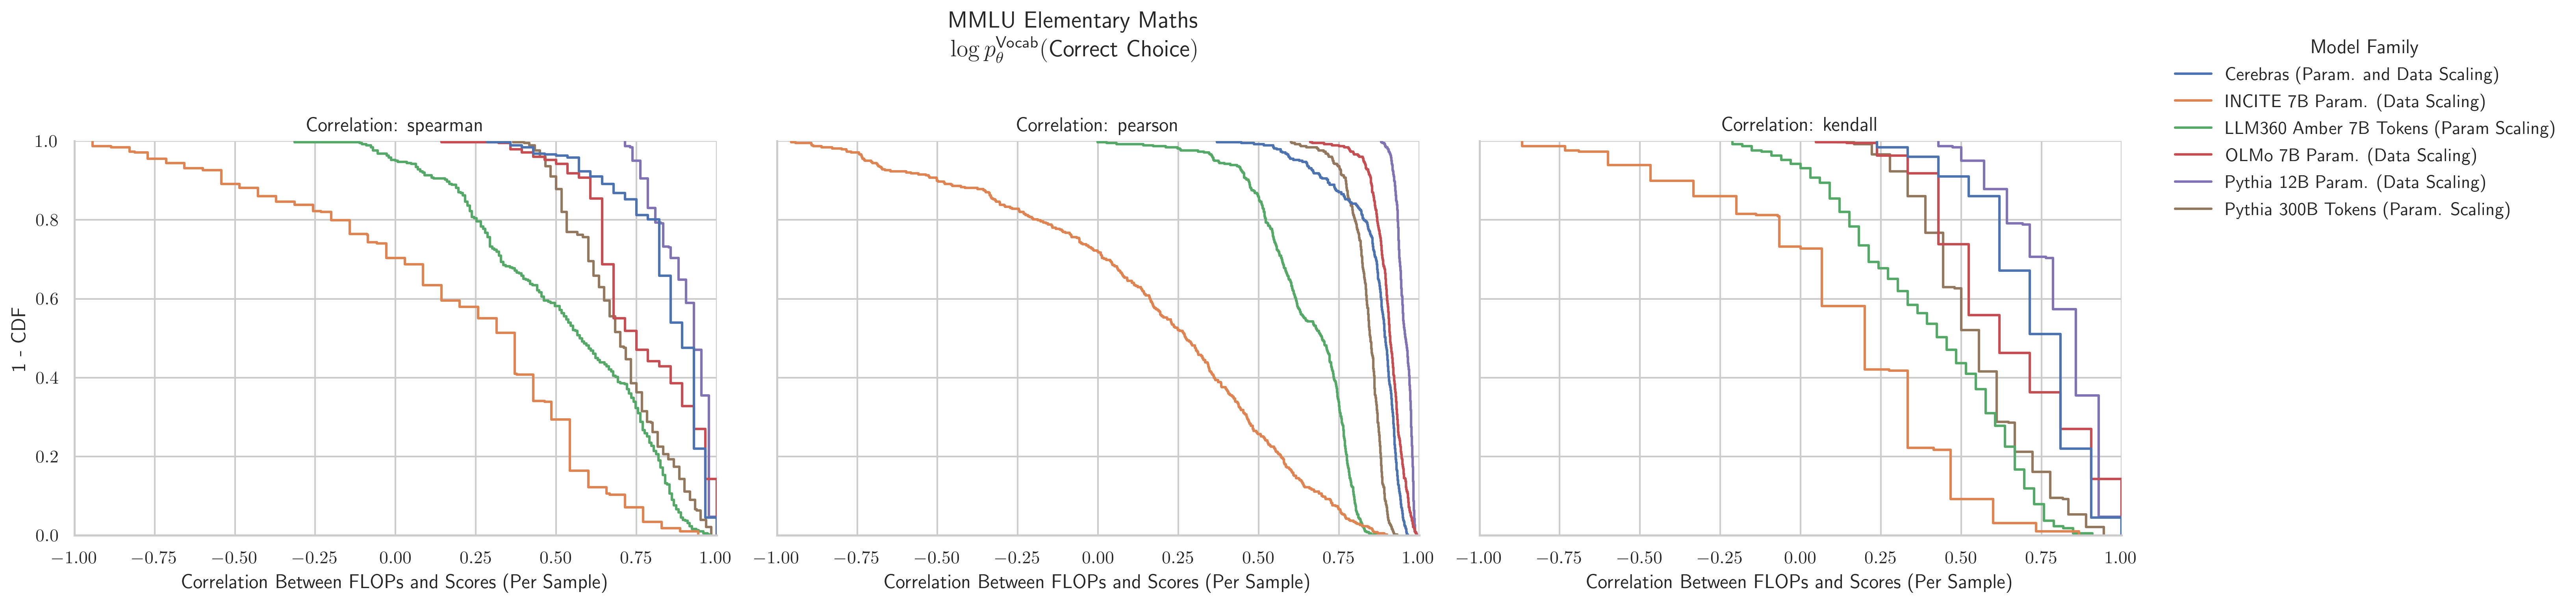 MMLU Elementary Maths
log p_θ^Vocab(Correct Choice)
Model Family
Cerebras (Param. and Data Scaling)
INCITE 7B Param. (Data Scaling)
LLM360 Amber 7B Tokens (Param Scaling)
OLMo 7B Param. (Data Scaling)
Pythia 12B Param. (Data Scaling)
Pythia 300B Tokens (Param. Scaling)
Correlation: spearman
1 - CDF
1.0
0.8
0.6
0.4
0.2
0.0
−1.00 −0.75 −0.50 −0.25 0.00 0.25 0.50 0.75 1.00
Correlation Between FLOPs and Scores (Per Sample)
Correlation: pearson
−1.00 −0.75 −0.50 −0.25 0.00 0.25 0.50 0.75 1.00
Correlation Between FLOPs and Scores (Per Sample)
Correlation: kendall
−1.00 −0.75 −0.50 −0.25 0.00 0.25 0.50 0.75 1.00
Correlation Between FLOPs and Scores (Per Sample)